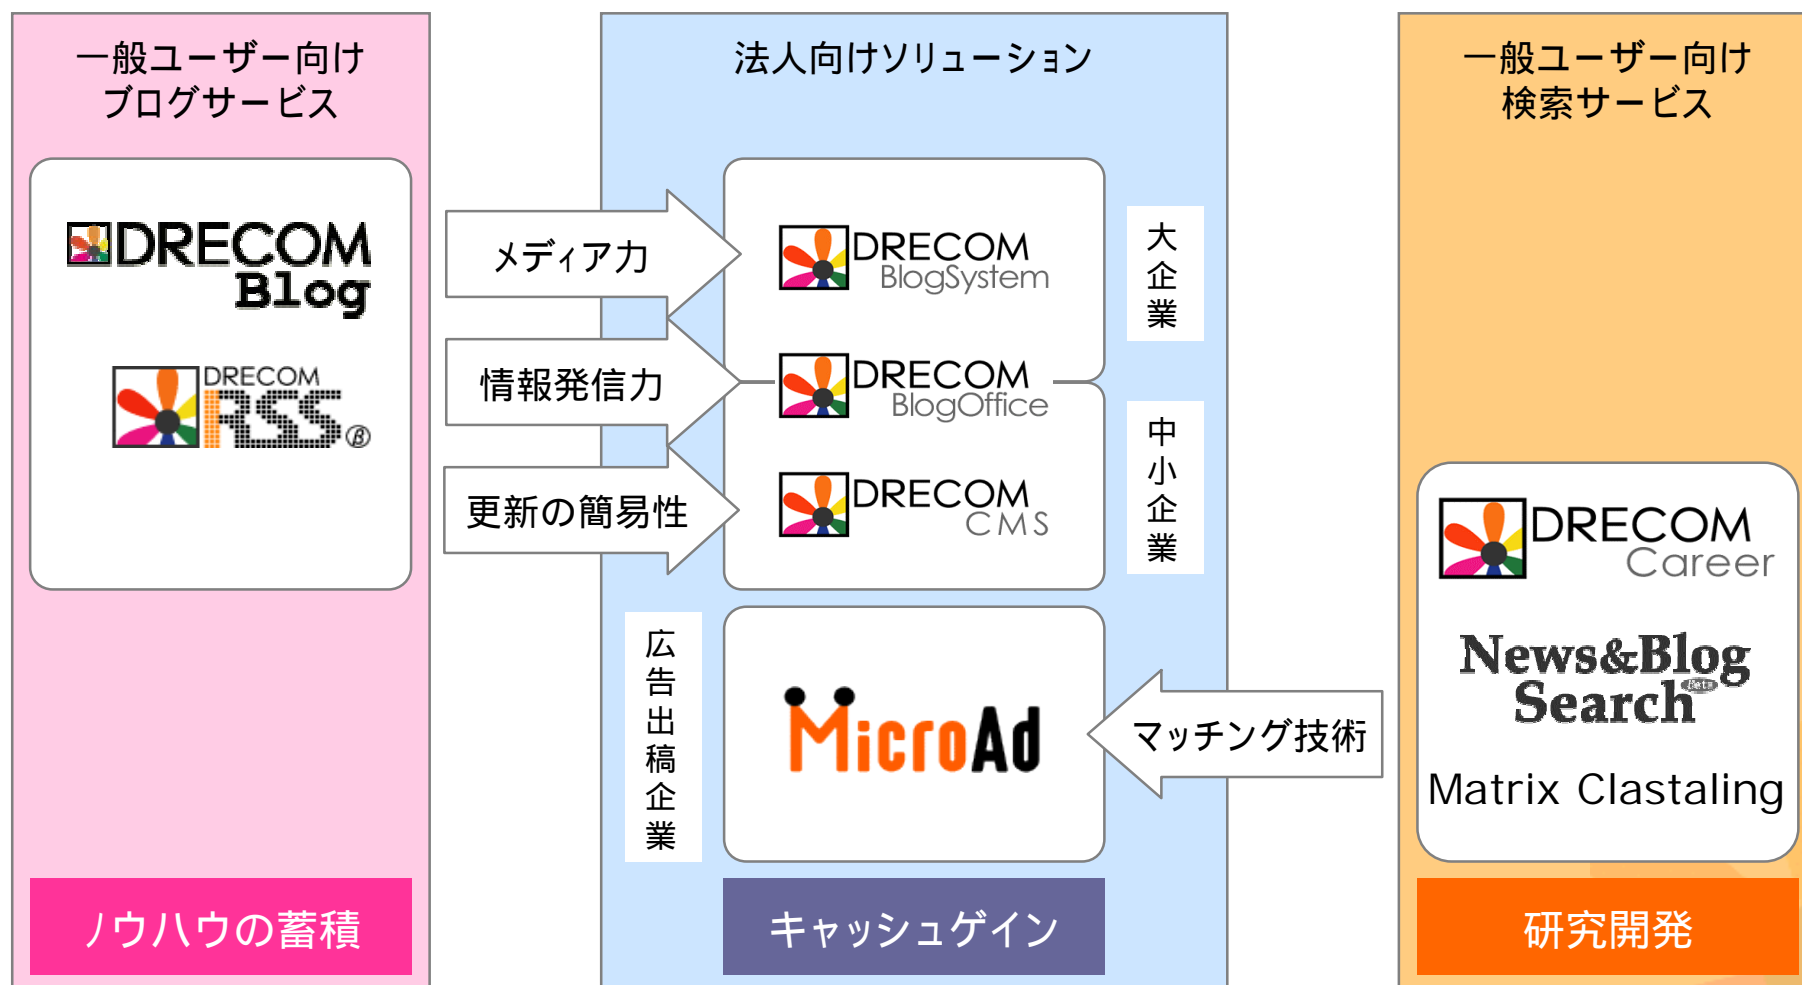 一般ユーザー向け
ブログサービス
DRECOM
Blog
DRECOM
RSS β
ノウハウの蓄積
メディア力
情報発信力
更新の簡易性
法人向けソリューション
DRECOM
BlogSystem
DRECOM
BlogOffice
DRECOM
CMS
大企業
中小企業
広告出稿企業
MicroAd
キャッシュゲイン
マッチング技術
一般ユーザー向け
検索サービス
DRECOM
Career
News&Blog
Search Beta
Matrix Clastaling
研究開発